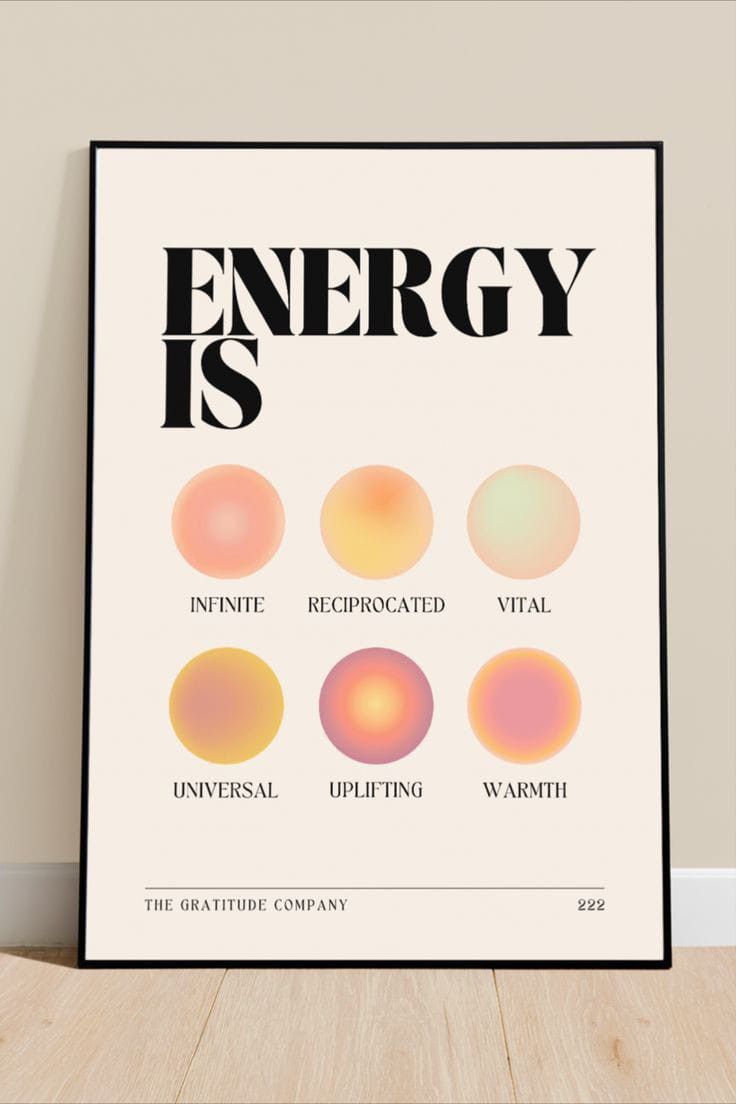 ENERGY
IS
INFINITE RECIPROCATED VITAL
UNIVERSAL UPLIFTING WARMTH
THE GRATITUDE COMPANY 222